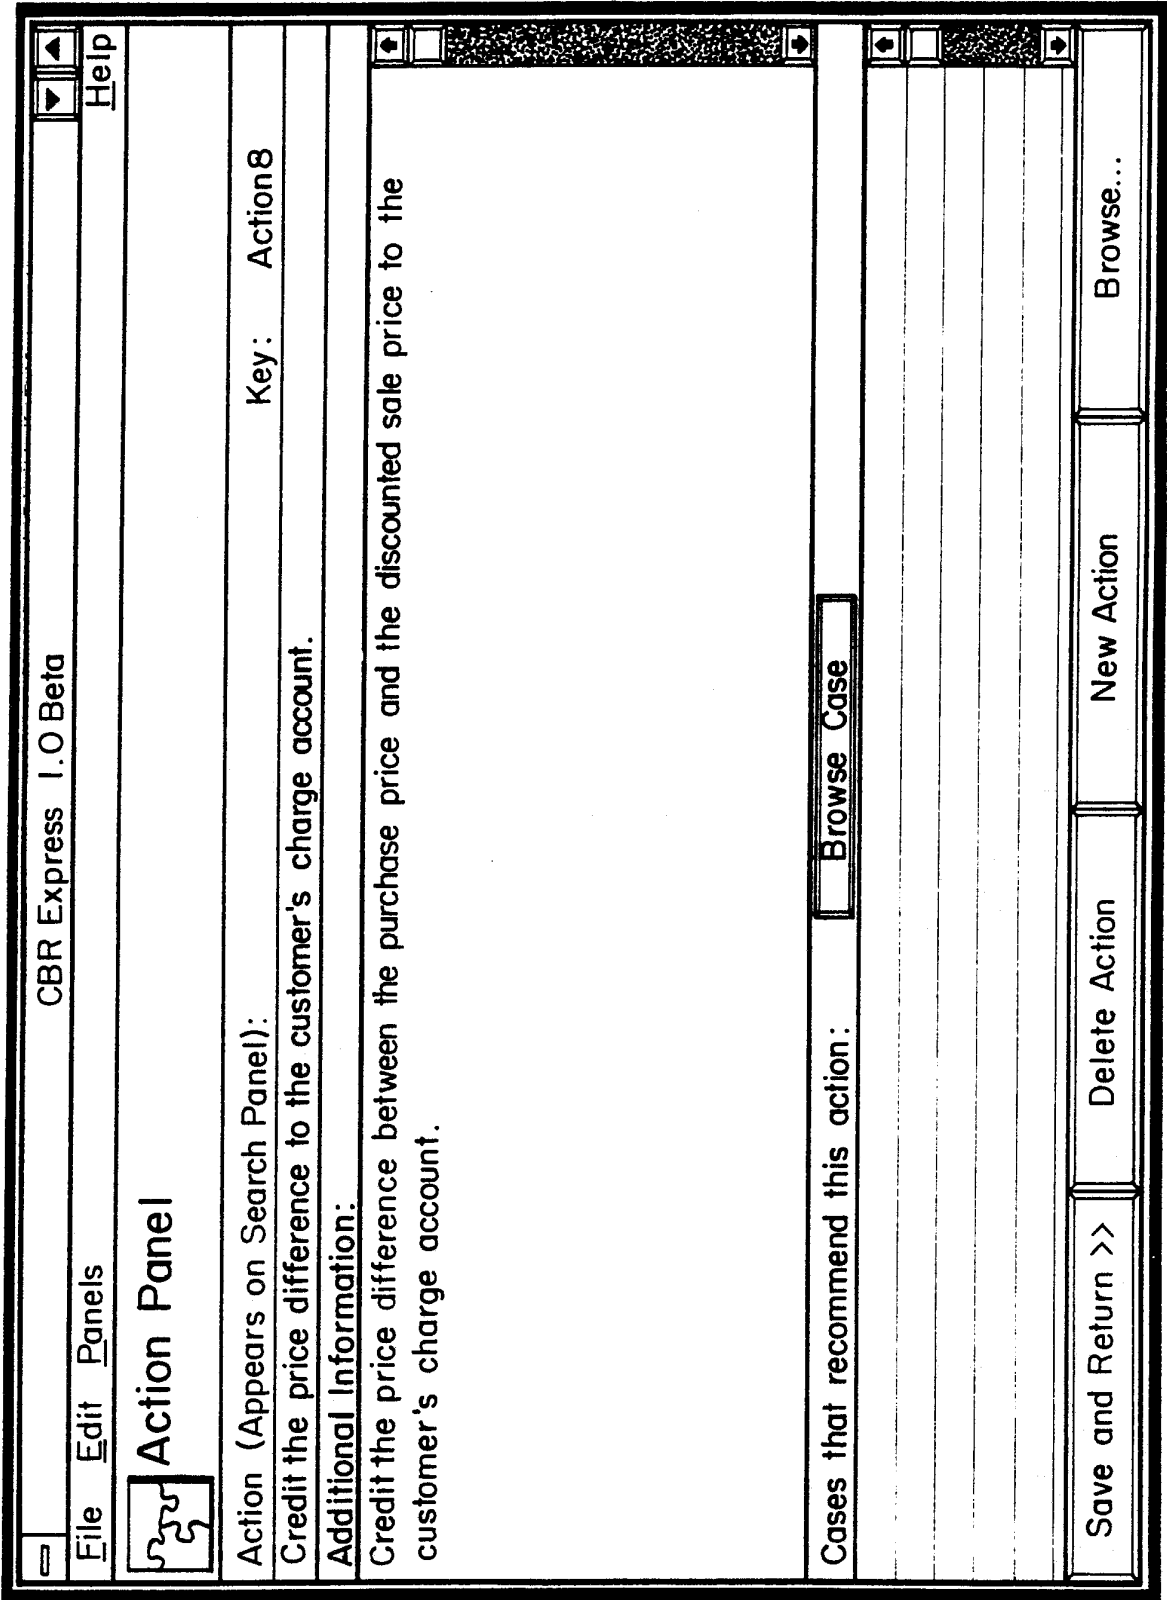 CBR Express 1.0 Beta
File Edit Panels Help
Action Panel
Action (Appears on Search Panel): Key: Action8
Credit the price difference to the customer's charge account.
Additional Information:
Credit the price difference between the purchase price and the discounted sale price to the
customer's charge account.
Cases that recommend this action: Browse Case
Save and Return >> Delete Action New Action Browse...